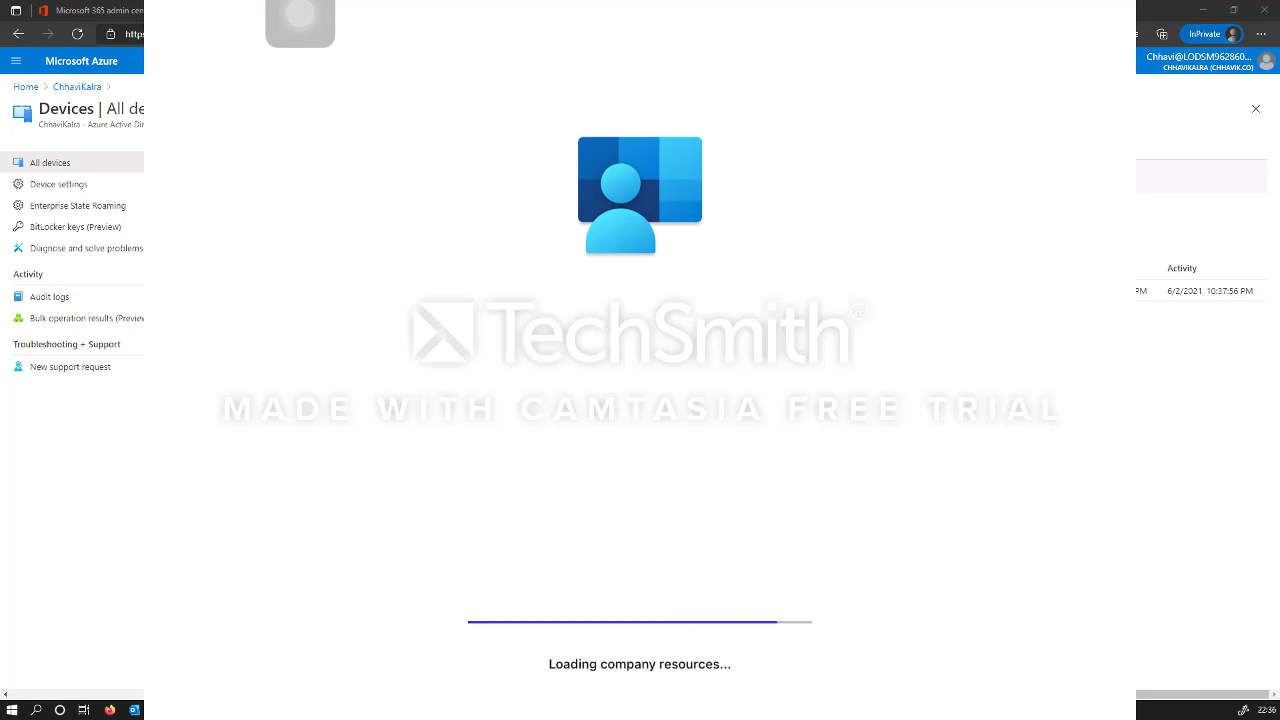 Microsoft 365 admin cen
https
InPrivate
Microsoft Azure
Chhavi@LODSM962860...
CHHAVIKALRA (CHHAVIK.CO)
Home > ChhaviKalra >
Devices | All d
ChhaviKalra - Azure Active Di
All devices
Device settings
Enterprise State Roaming
BitLocker keys (Preview)
Diagnose and solve problems
Activity
Audit logs
Bulk operation results (Previe
Troubleshooting + Support
New support request
Activity
PM
6/2/2021, 10:37:56 PM
TechSmith®
MADE WITH CAMTASIA FREE TRIAL
Loading company resources...
22:36